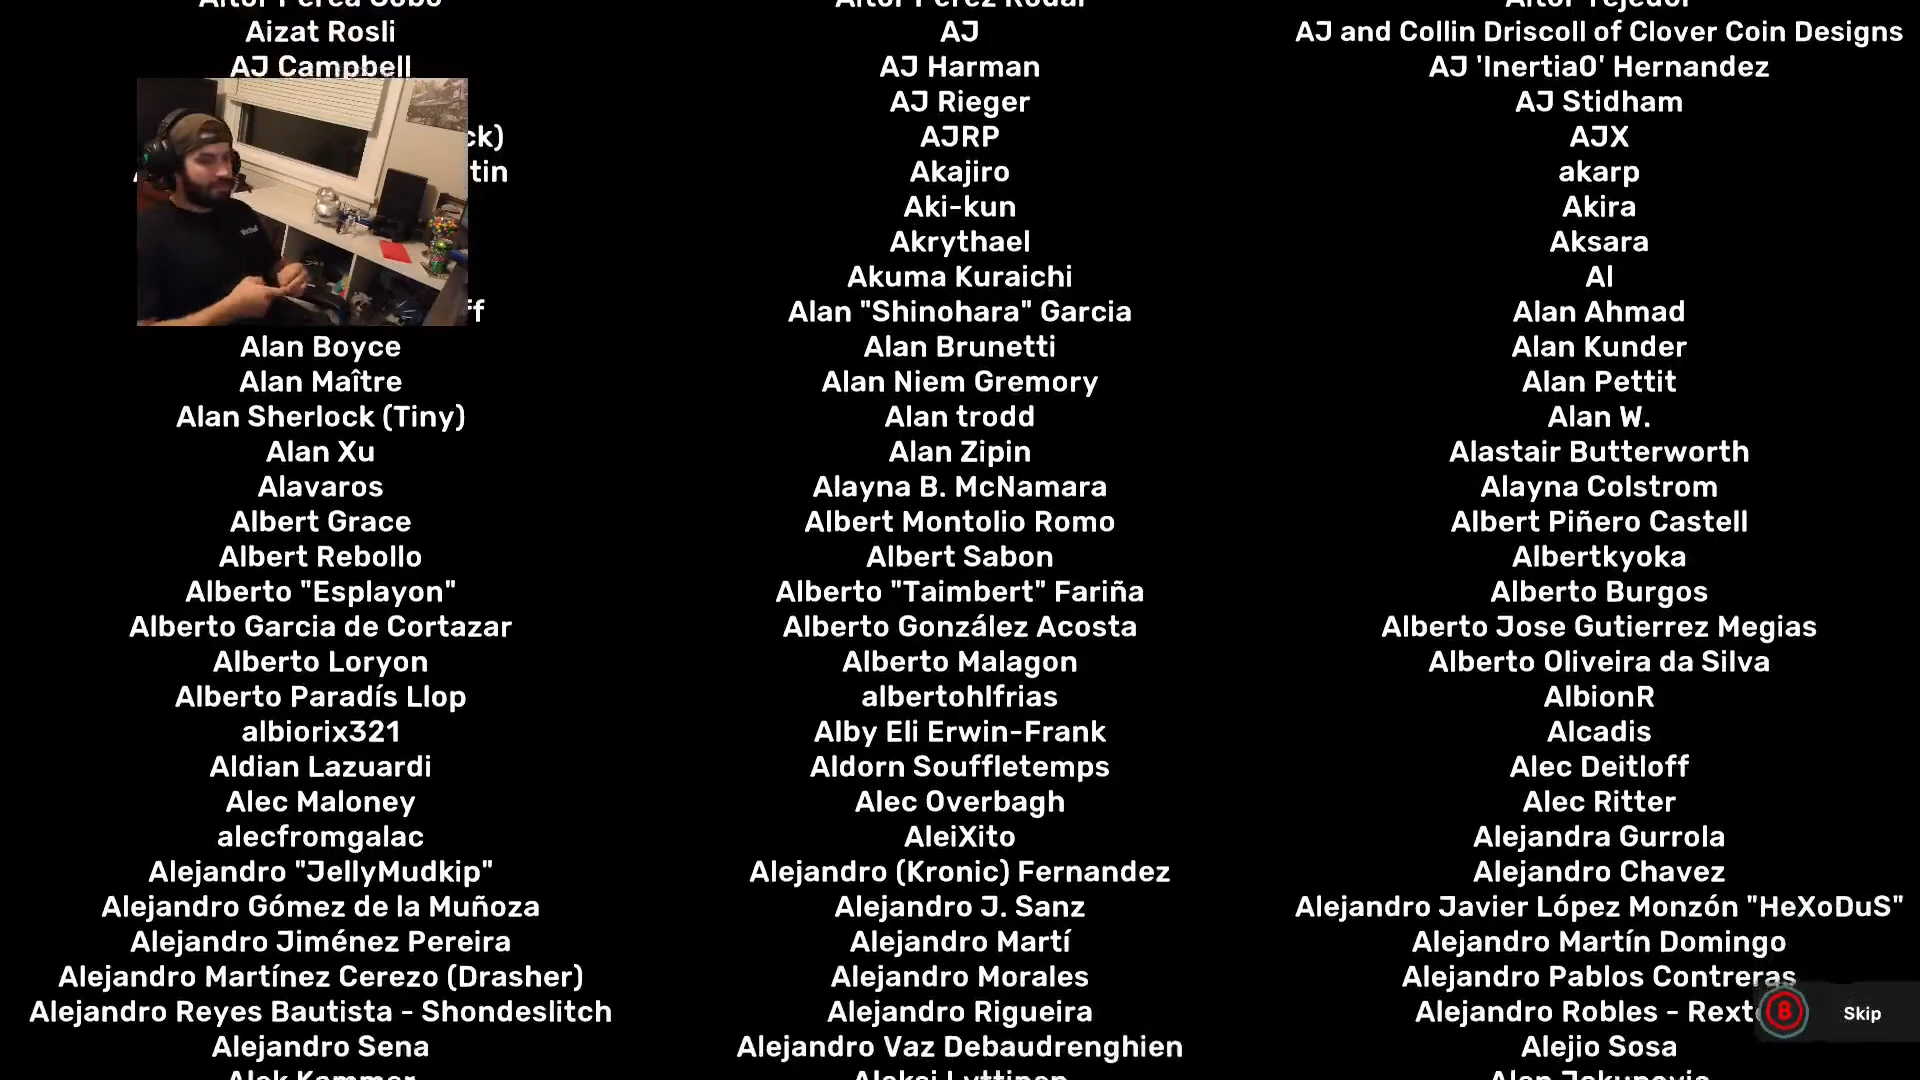 Aizat Rosli AJ AJ and Collin Driscoll of Clover Coin Designs
AJ Campbell AJ Harman AJ 'Inertia0' Hernandez
AJ Rieger AJ Stidham
ck) AJRP AJX
tin Akajiro akarp
Aki-kun Akira
Akrythael Aksara
Akuma Kuraichi Al
ff Alan "Shinohara" Garcia Alan Ahmad
Alan Boyce Alan Brunetti Alan Kunder
Alan Maître Alan Niem Gremory Alan Pettit
Alan Sherlock (Tiny) Alan trodd Alan W.
Alan Xu Alan Zipin Alastair Butterworth
Alavaros Alayna B. McNamara Alayna Colstrom
Albert Grace Albert Montolio Romo Albert Piñero Castell
Albert Rebollo Albert Sabon Albertkyoka
Alberto "Esplayon" Alberto "Taimbert" Fariña Alberto Burgos
Alberto Garcia de Cortazar Alberto González Acosta Alberto Jose Gutierrez Megias
Alberto Loryon Alberto Malagon Alberto Oliveira da Silva
Alberto Paradís Llop albertohlfrias AlbionR
albiorix321 Alby Eli Erwin-Frank Alcadis
Aldian Lazuardi Aldorn Souffletemps Alec Deitloff
Alec Maloney Alec Overbagh Alec Ritter
alecfromgalac AleiXito Alejandra Gurrola
Alejandro "JellyMudkip" Alejandro (Kronic) Fernandez Alejandro Chavez
Alejandro Gómez de la Muñoza Alejandro J. Sanz Alejandro Javier López Monzón "HeXoDuS"
Alejandro Jiménez Pereira Alejandro Martí Alejandro Martín Domingo
Alejandro Martínez Cerezo (Drasher) Alejandro Morales Alejandro Pablos Contreras
Alejandro Reyes Bautista - Shondeslitch Alejandro Rigueira Alejandro Robles - Rext
B Skip
Alejandro Sena Alejandro Vaz Debaudrenghien Alejio Sosa